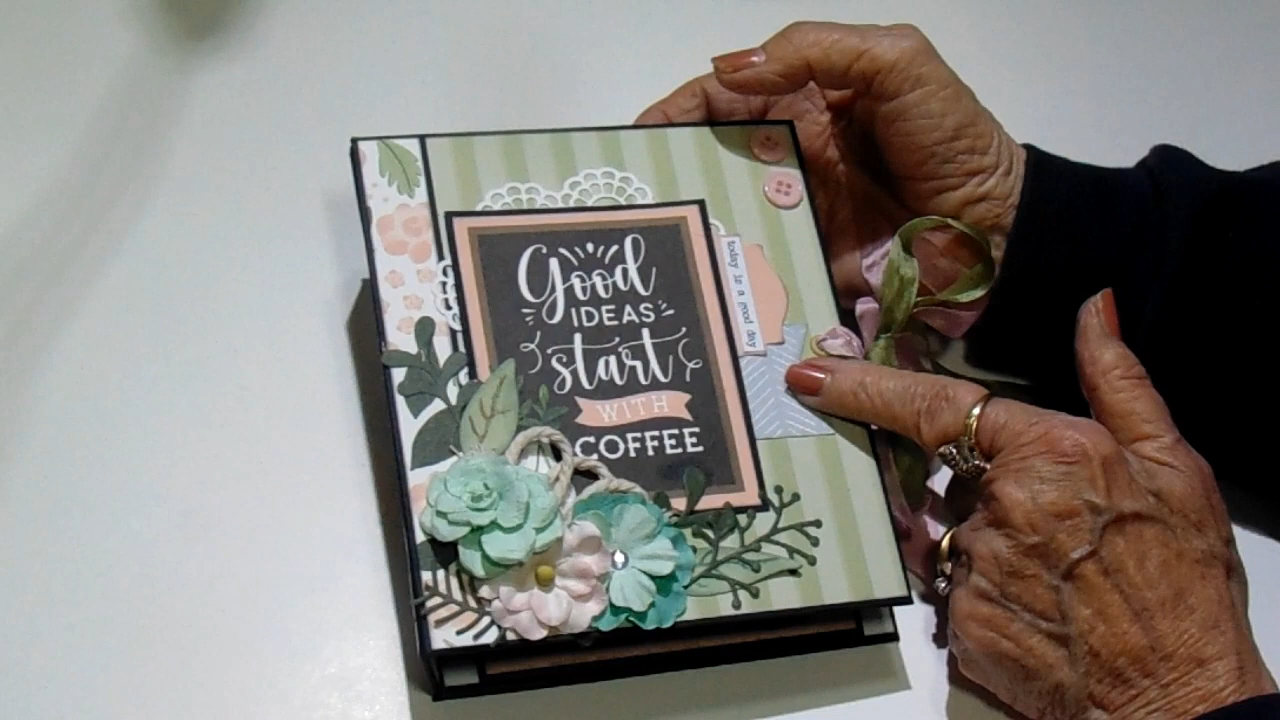 Good
IDEAS
start
WITH
COFFEE
today is a good day